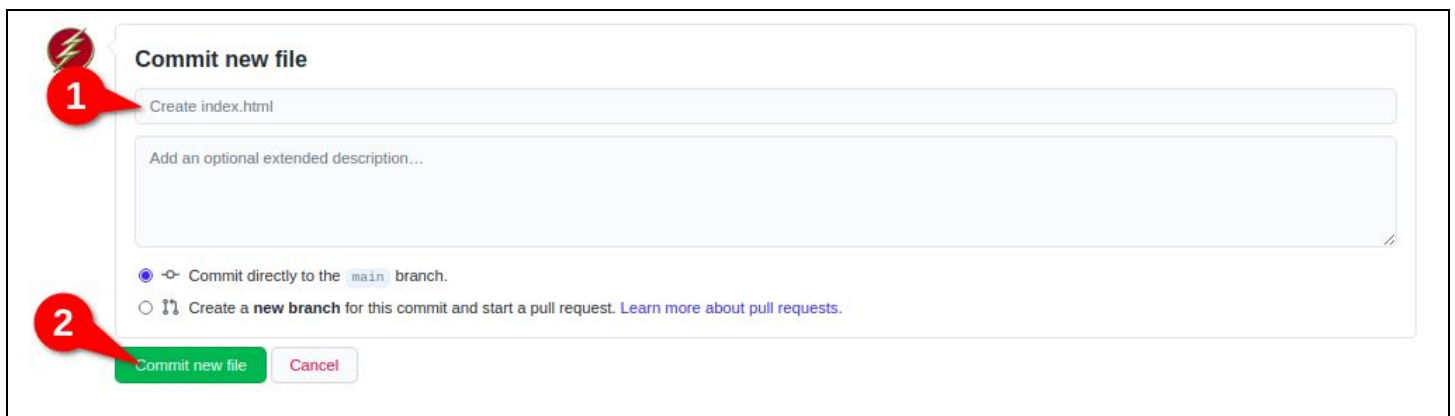 Commit new file
1
Create index.html
Add an optional extended description…
Commit directly to the main branch.
Create a new branch for this commit and start a pull request. Learn more about pull requests.
2
Commit new file Cancel